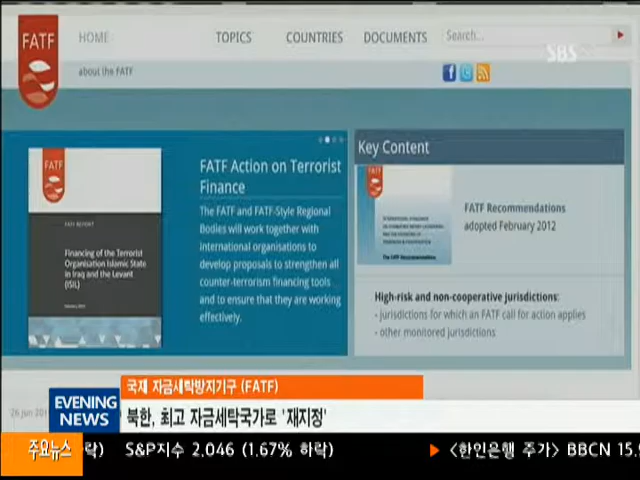 FATF
HOME
TOPICS
COUNTRIES
DOCUMENTS
Search...
SBS
about the FATF
FATF
FATF REPORT
Financing of the Terrorist
Organisation Islamic State
in Iraq and the Levant
(ISIL)
FATF Action on Terrorist
Finance
The FATF and FATF-Style Regional
Bodies will work together with
international organisations to
develop proposals to strengthen all
counter-terrorism financing tools
and to ensure that they are working
effectively.
Key Content
FATF
The FATF Recommendations
FATF Recommendations
adopted February 2012
High-risk and non-cooperative jurisdictions:
- jurisdictions for which an FATF call for action applies
- other monitored jurisdictions
국재 자금세탁방지기구 (FATF)
EVENING
NEWS
북한, 최고 자금세탁국가로 '재지정'
주요뉴스
락) S&P지수 2,046 (1.67% 하락) <한인은행 주가> BBCN 15.9